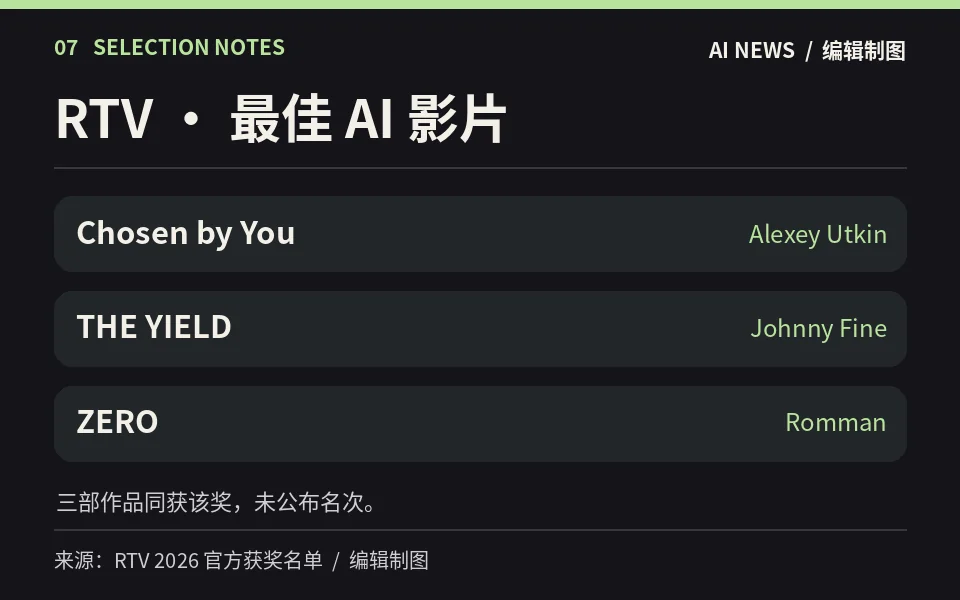 07 SELECTION NOTES
AI NEWS / 编辑制图
RTV · 最佳 AI 影片
Chosen by You
Alexey Utkin
THE YIELD
Johnny Fine
ZERO
Romman
三部作品同获该奖，未公布名次。
来源：RTV 2026 官方获奖名单 / 编辑制图